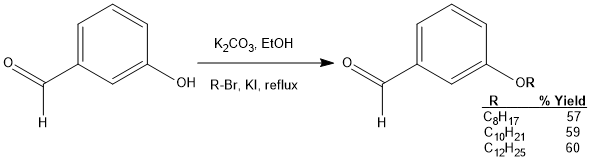 K₂CO₃, EtOH
R-Br, KI, reflux
O
H
OH
O
H
OR
R % Yield
C₈H₁₇ 57
C₁₀H₂₁ 59
C₁₂H₂₅ 60